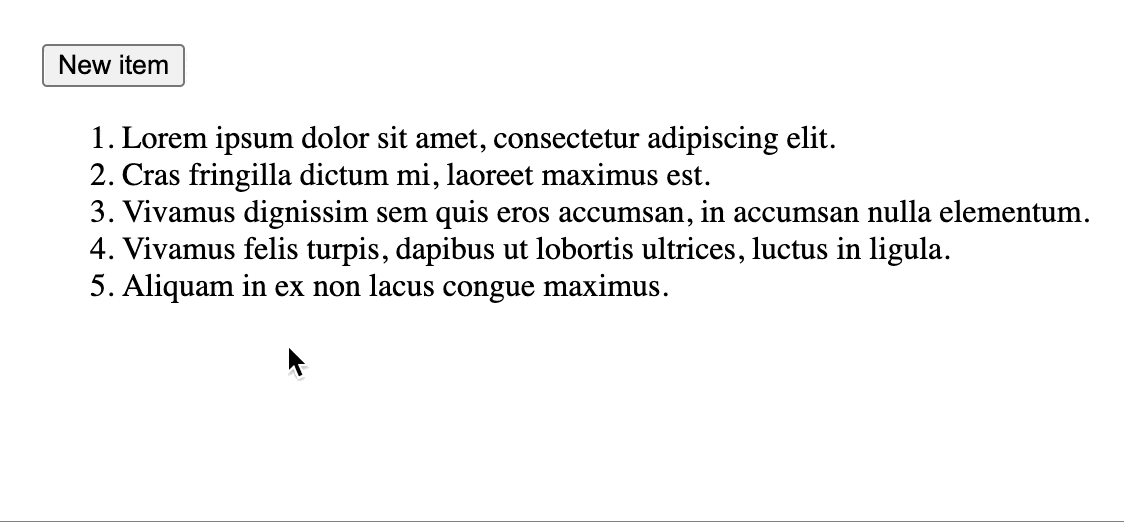 New item
1. Lorem ipsum dolor sit amet, consectetur adipiscing elit.
2. Cras fringilla dictum mi, laoreet maximus est.
3. Vivamus dignissim sem quis eros accumsan, in accumsan nulla elementum.
4. Vivamus felis turpis, dapibus ut lobortis ultrices, luctus in ligula.
5. Aliquam in ex non lacus congue maximus.